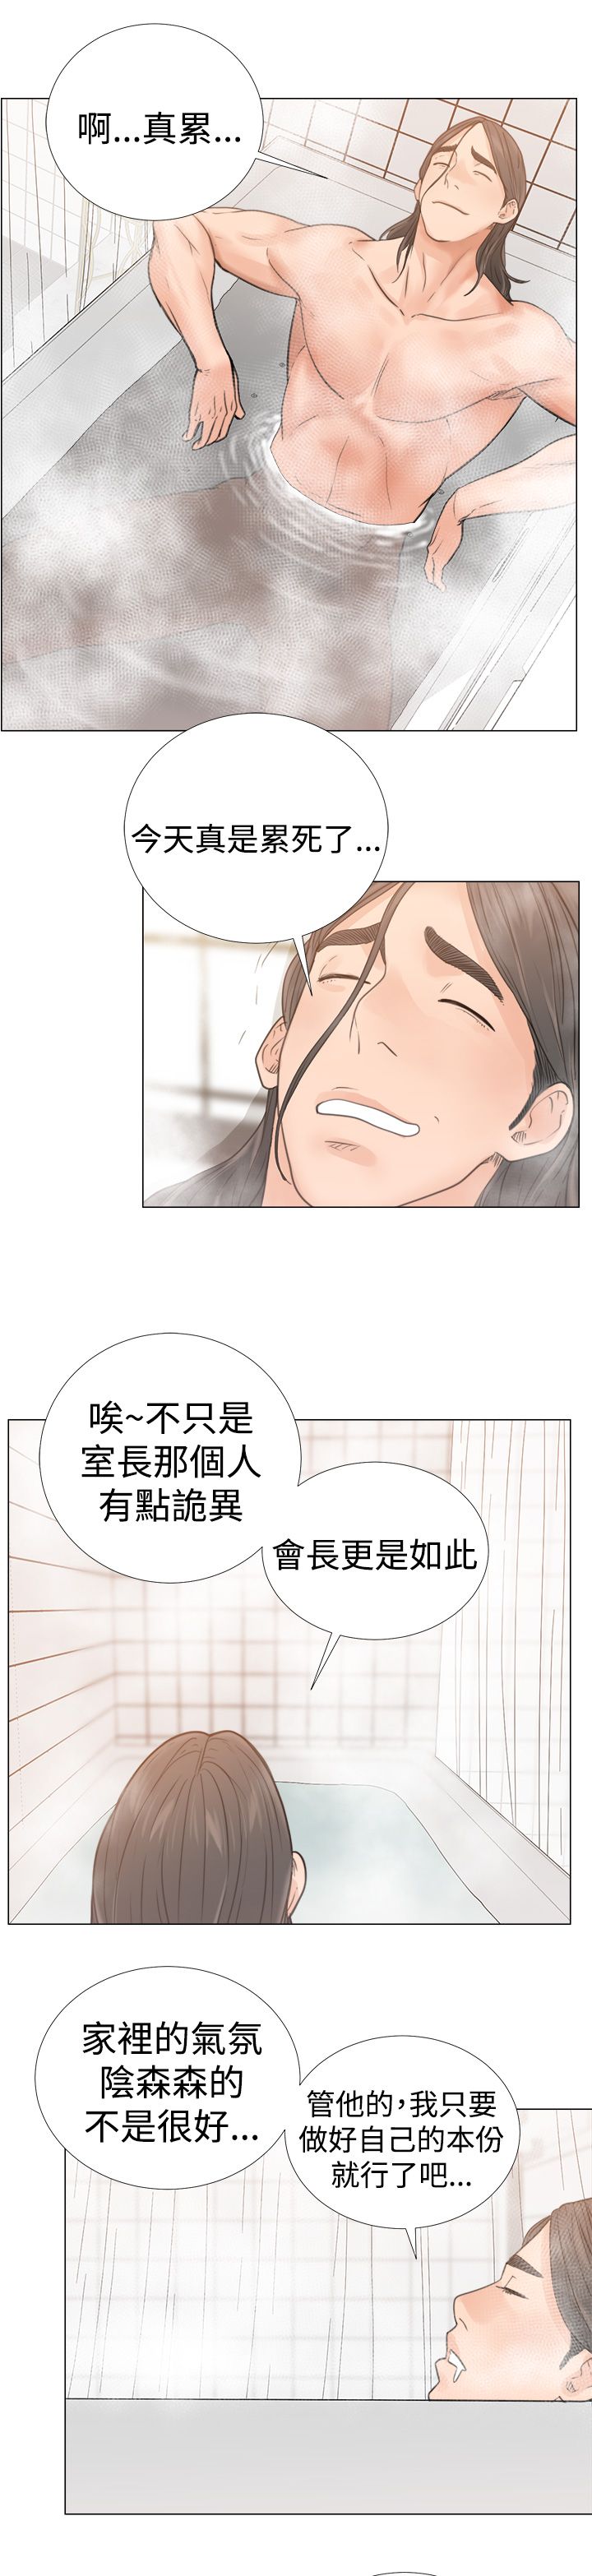 啊...真累...
今天真是累死了...
唉~不只是
室長那個人
有點詭異
會長更是如此
家裡的氣氛
陰森森的
不是很好...
管他的，我只要
做好自己的本份
就行了吧...